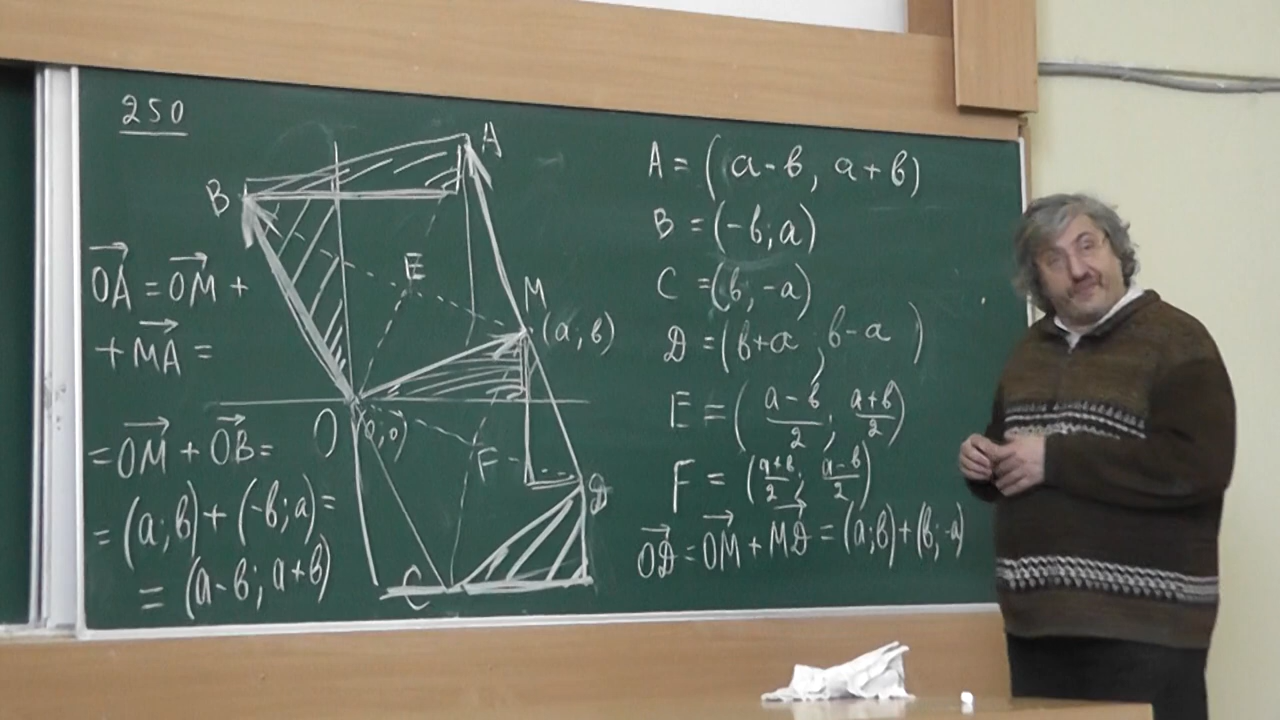 250
A
B
E
M
(a; в)
O
(0,0)
F
D
C
OA = OM +
+ MA =
= OM + OB =
= (a; в) + (-в; a) =
= (a-в; a+в)
A = (a-в, a+в)
B = (-в; a)
C = (в, -a)
D = (в+a; в-a)
E = (a-в/2; a+в/2)
F = (a+в/2; a-в/2)
OD = OM + MD = (a; в) + (в; -a)